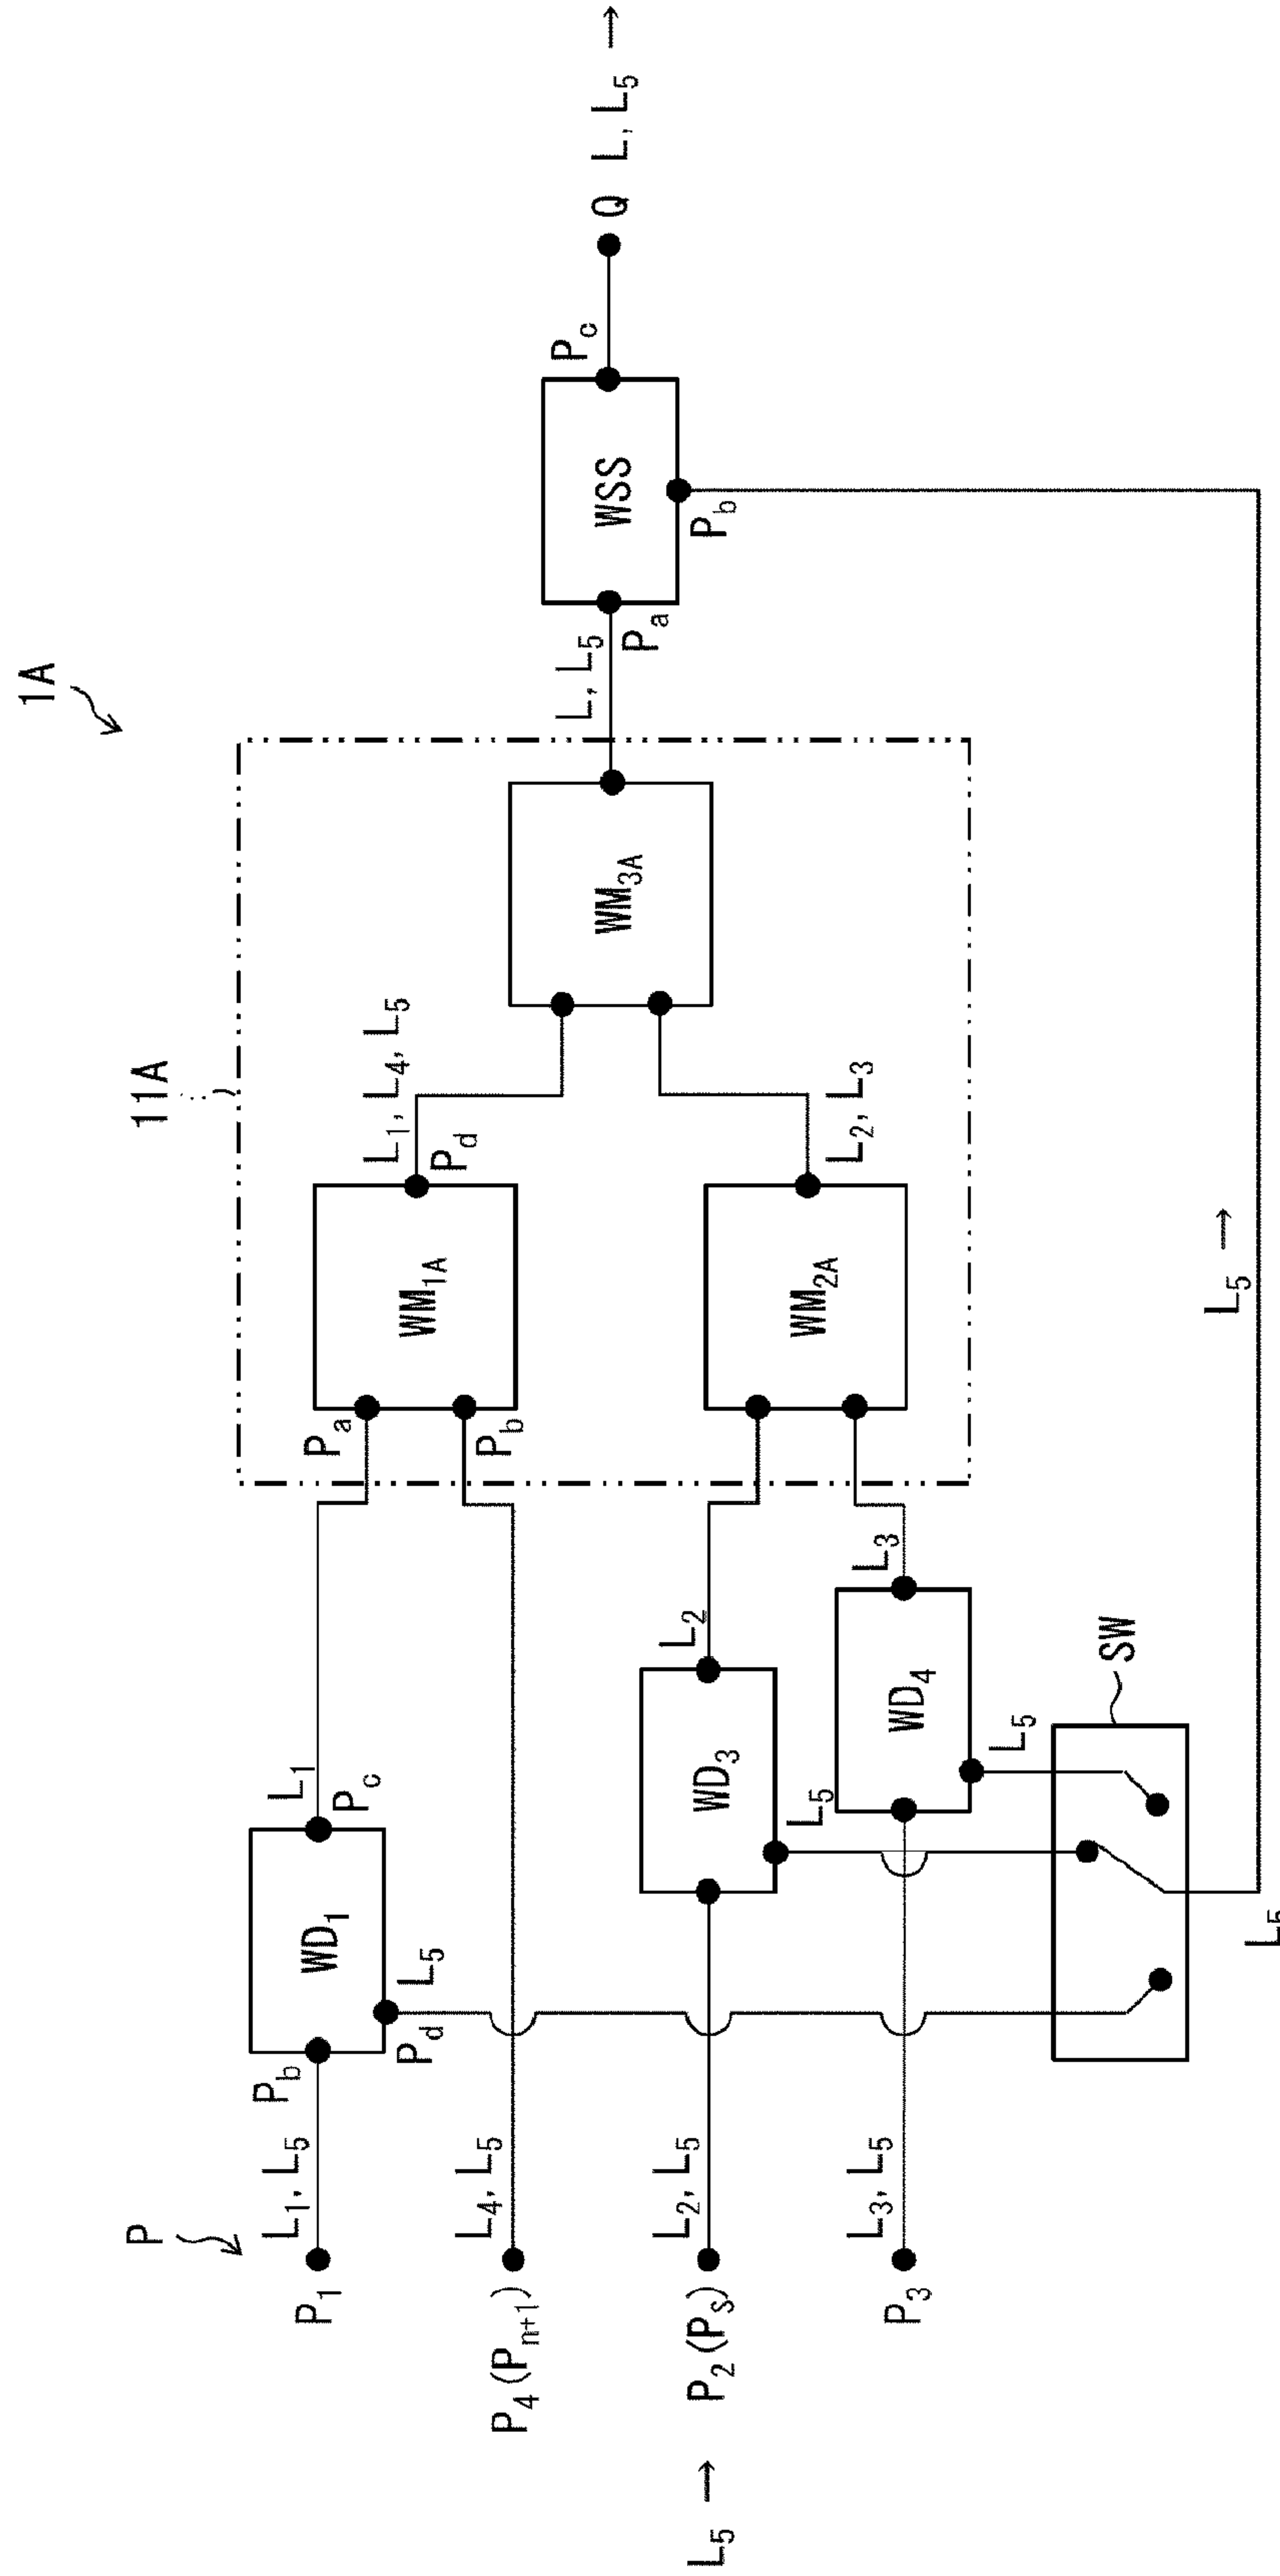 1A
11A
P
P1
L1, L5
Pb
WD1
Pd
L5
Pc
L1
Pa
WM1A
Pb
Pd
L1, L4, L5
P4 (Pn+1)
L4, L5
WM3A
L, L5
Pa
WSS
Pb
Pc
Q
L, L5 →
L5 →
P2 (PS)
L2, L5
WD3
L5
L2
WM2A
L2, L3
P3
L3, L5
WD4
L5
L3
SW
L5
L5 →